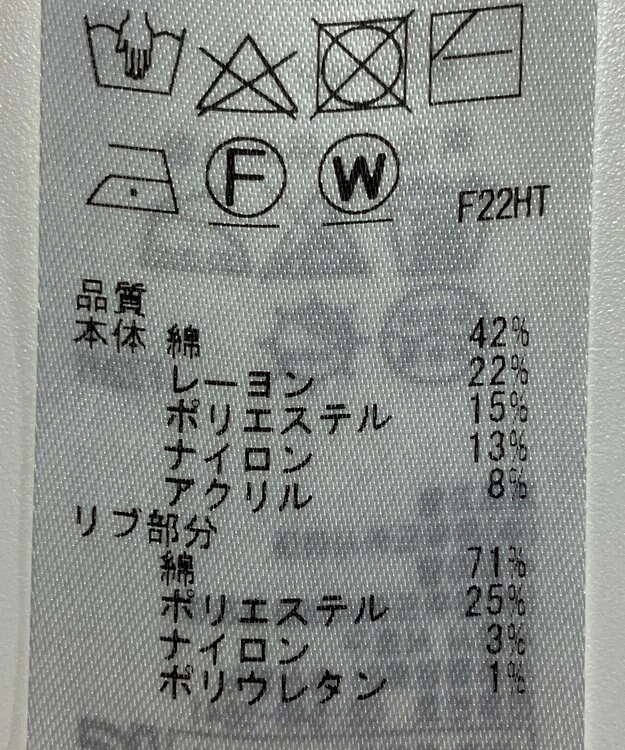 F W F22HT
品質
本体 綿 42%
レーヨン 22%
ポリエステル 15%
ナイロン 13%
アクリル 8%
リブ部分
綿 71%
ポリエステル 25%
ナイロン 3%
ポリウレタン 1%